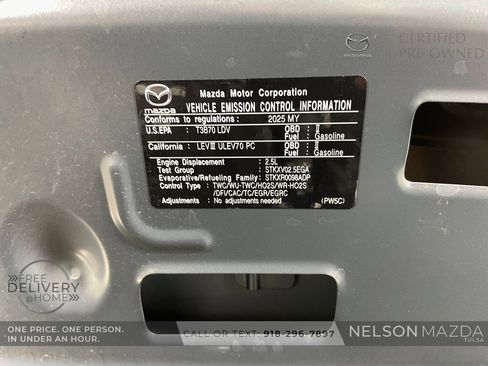 CERTIFIED
PRE-OWNED
mazda
Mazda Motor Corporation
VEHICLE EMISSION CONTROL INFORMATION
Conforms to regulations: 2025 MY
U.S.EPA : T3B70 LDV OBD : II
Fuel : Gasoline
California : LEVIII ULEV70 PC OBD : II
Fuel : Gasoline
Engine Displacement : 2.5L
Test Group : STKXV02.5EGA
Evaporative/Refueling Family : STKXR0098ADP
Control Type : TWC/WU-TWC/HO2S/WR-HO2S
/DFI/CAC/TC/EGR/EGRC
Adjustments : No adjustments needed (PW5C)
FREE
DELIVERY
@HOME
ONE PRICE. ONE PERSON.
IN UNDER AN HOUR.
CALL OR TEXT: 918-296-7897
NELSON MAZDA
TULSA